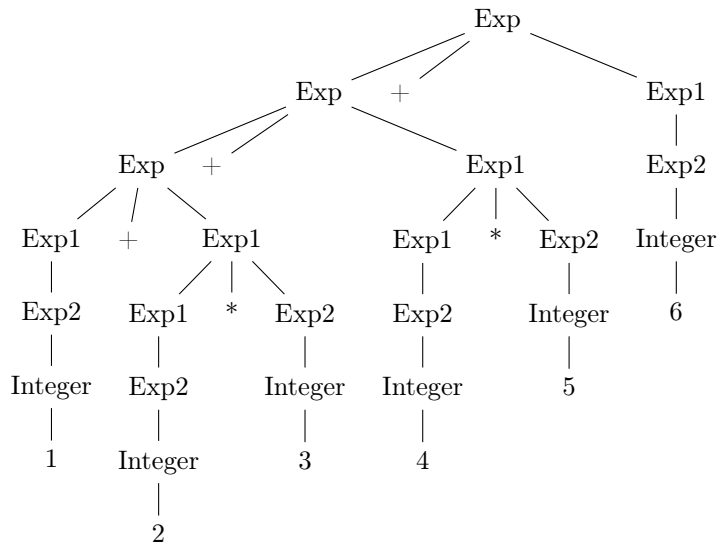 Exp
Exp + Exp1
Exp + Exp1 Exp2
Exp1 + Exp1 Exp1 * Exp2 Integer
Exp2 Exp1 * Exp2 Exp2 Integer 6
Integer Exp2 Integer Integer 5
1 Integer 3 4
2